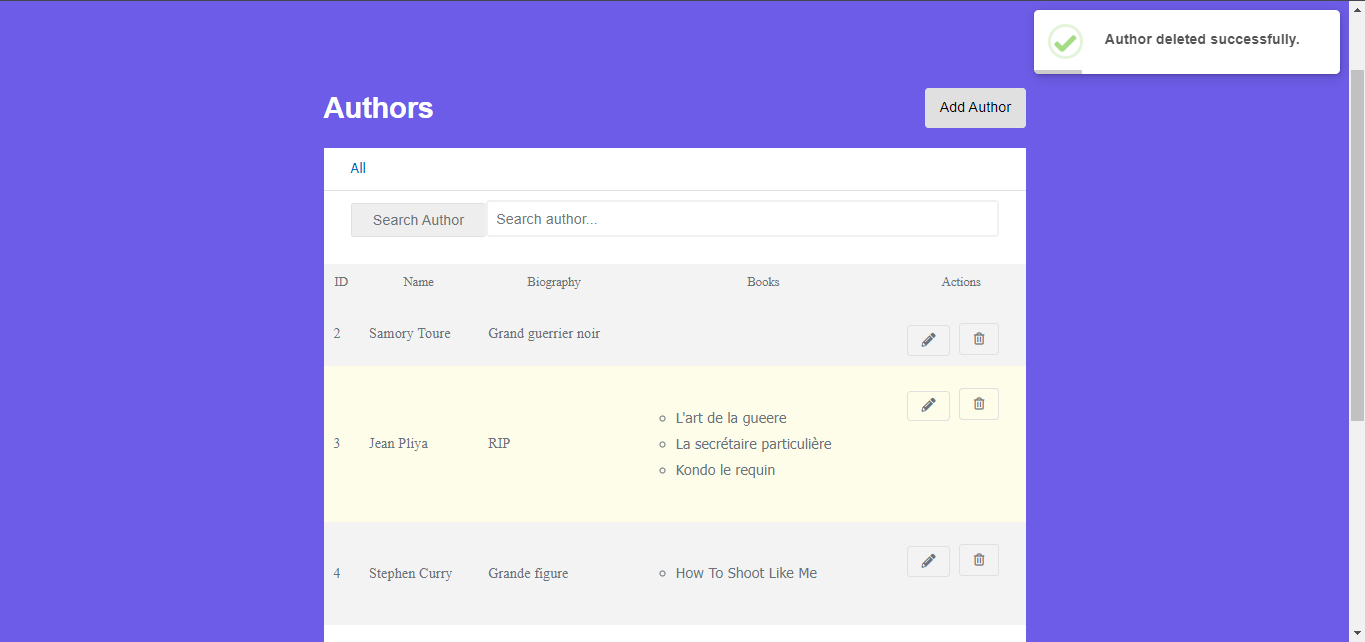 Author deleted successfully.
Authors
Add Author
All
Search Author Search author...
ID Name Biography Books Actions
2 Samory Toure Grand guerrier noir
3 Jean Pliya RIP
L'art de la gueere
La secrétaire particulière
Kondo le requin
4 Stephen Curry Grande figure How To Shoot Like Me